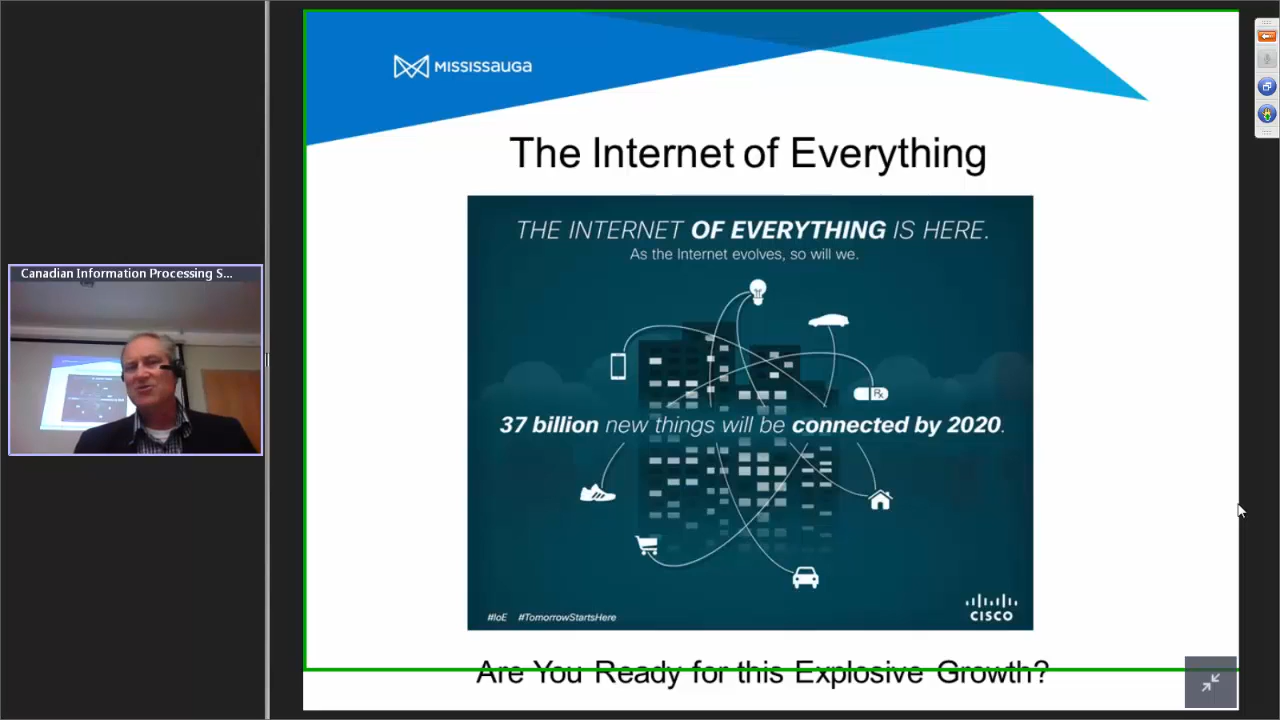 MISSISSAUGA
The Internet of Everything
THE INTERNET OF EVERYTHING IS HERE.
As the Internet evolves, so will we.
Canadian Information Processing S...
Rx
37 billion new things will be connected by 2020.
#IoE #TomorrowStartsHere
CISCO
Are You Ready for this Explosive Growth?